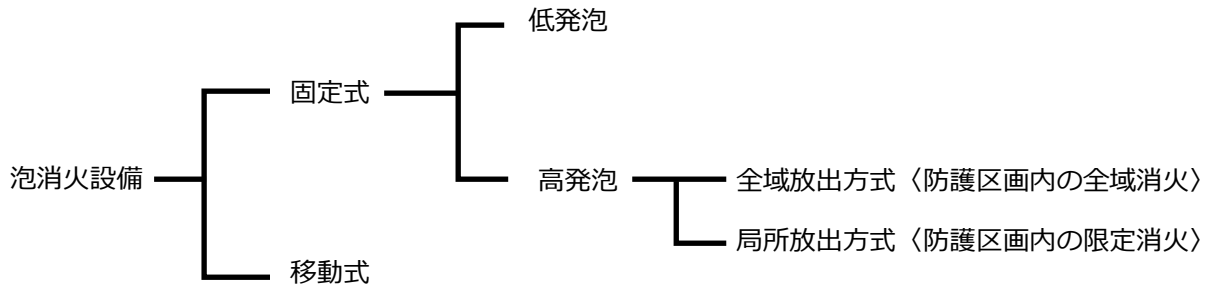 低発泡
固定式
泡消火設備
高発泡
全域放出方式〈防護区画内の全域消火〉
局所放出方式〈防護区画内の限定消火〉
移動式